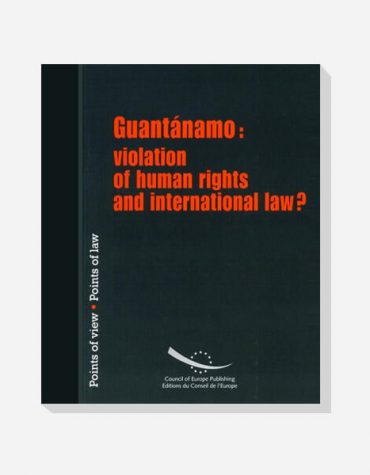 Guantánamo :
violation
of human rights
and international law ?
Points of view • Points of law
Council of Europe Publishing
Editions du Conseil de l'Europe